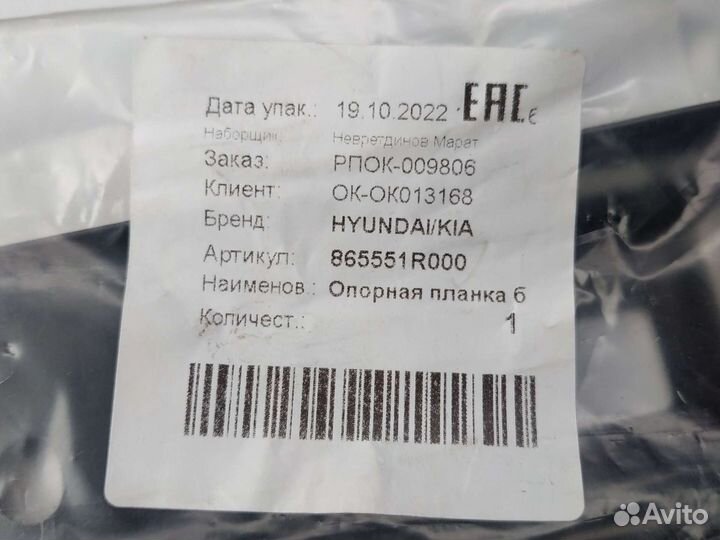 Дата упак.: 19.10.2022 EAC
Наборщик: Невретдинов Марат
Заказ: РПОК-009806
Клиент: ОК-ОК013168
Бренд: HYUNDAI/KIA
Артикул: 865551R000
Наименов.: Опорная планка б
Количест.: 1
Avito